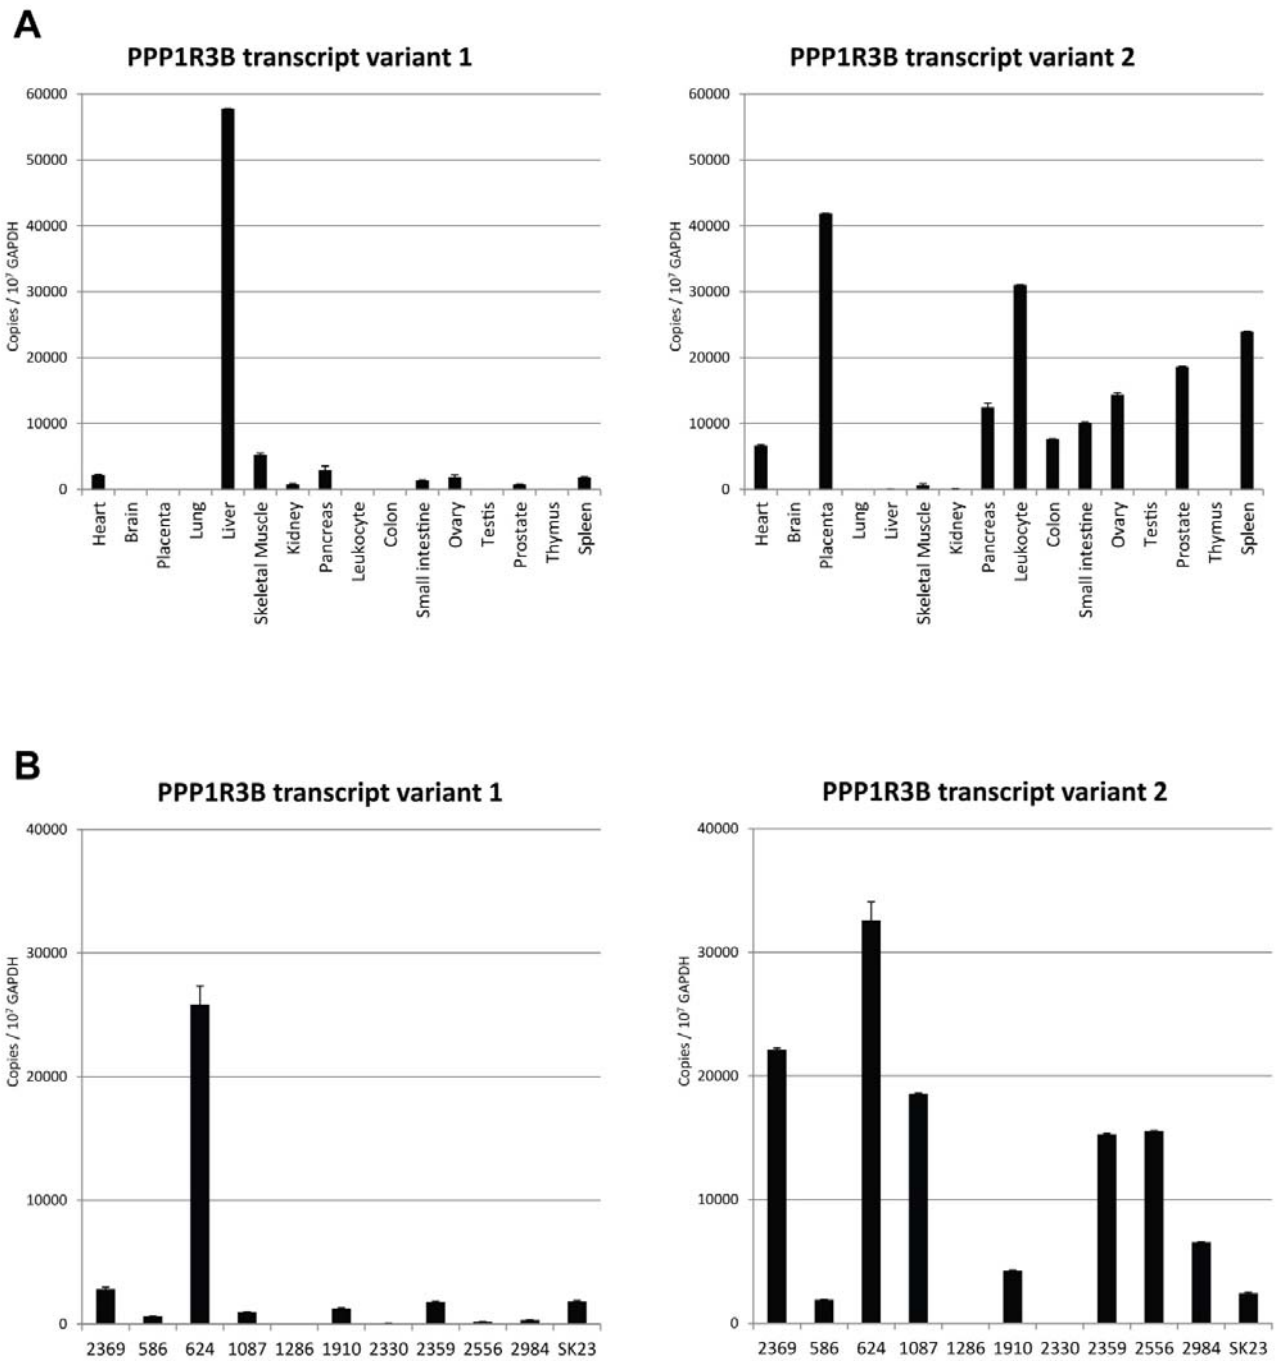 A
PPP1R3B transcript variant 1
60000
50000
40000
30000
20000
10000
0
Copies / 10⁷ GAPDH
Heart
Brain
Placenta
Lung
Liver
Skeletal Muscle
Kidney
Pancreas
Leukocyte
Colon
Small intestine
Ovary
Testis
Prostate
Thymus
Spleen
PPP1R3B transcript variant 2
60000
50000
40000
30000
20000
10000
0
Copies / 10⁷ GAPDH
Heart
Brain
Placenta
Lung
Liver
Skeletal Muscle
Kidney
Pancreas
Leukocyte
Colon
Small intestine
Ovary
Testis
Prostate
Thymus
Spleen
B
PPP1R3B transcript variant 1
40000
30000
20000
10000
0
Copies / 10⁷ GAPDH
2369 586 624 1087 1286 1910 2330 2359 2556 2984 SK23
PPP1R3B transcript variant 2
40000
30000
20000
10000
0
Copies / 10⁷ GAPDH
2369 586 624 1087 1286 1910 2330 2359 2556 2984 SK23